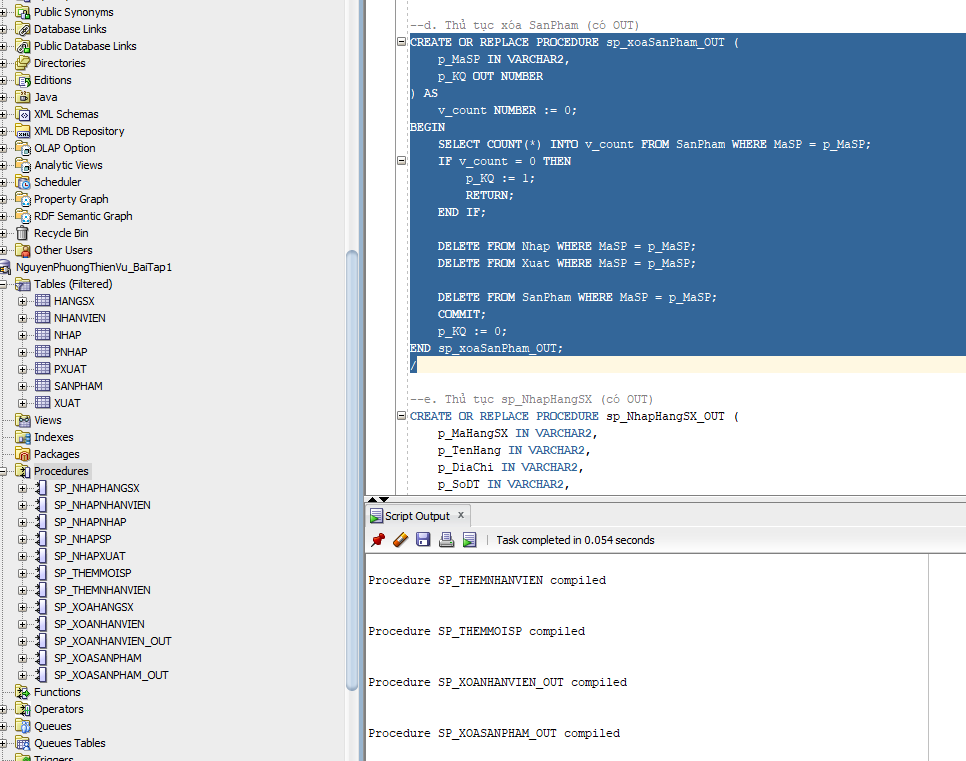 Public Synonyms
Database Links
Public Database Links
Directories
Editions
Java
XML Schemas
XML DB Repository
OLAP Option
Analytic Views
Scheduler
Property Graph
RDF Semantic Graph
Recycle Bin
Other Users
NguyenPhuongThienVu_BaiTap1
Tables (Filtered)
HANGSX
NHANVIEN
NHAP
PNHAP
PXUAT
SANPHAM
XUAT
Views
Indexes
Packages
Procedures
SP_NHAPHANGSX
SP_NHAPNHANVIEN
SP_NHAPNHAP
SP_NHAPSP
SP_NHAPXUAT
SP_THEMMOISP
SP_THEMNHANVIEN
SP_XOAHANGSX
SP_XOANHANVIEN
SP_XOANHANVIEN_OUT
SP_XOASANPHAM
SP_XOASANPHAM_OUT
Functions
Operators
Queues
Queues Tables
Triggers
--d. Thủ tục xóa SanPham (có OUT)
CREATE OR REPLACE PROCEDURE sp_xoaSanPham_OUT (
p_MaSP IN VARCHAR2,
p_KQ OUT NUMBER
) AS
v_count NUMBER := 0;
BEGIN
SELECT COUNT(*) INTO v_count FROM SanPham WHERE MaSP = p_MaSP;
IF v_count = 0 THEN
p_KQ := 1;
RETURN;
END IF;
DELETE FROM Nhap WHERE MaSP = p_MaSP;
DELETE FROM Xuat WHERE MaSP = p_MaSP;
DELETE FROM SanPham WHERE MaSP = p_MaSP;
COMMIT;
p_KQ := 0;
END sp_xoaSanPham_OUT;
/
--e. Thủ tục sp_NhapHangSX (có OUT)
CREATE OR REPLACE PROCEDURE sp_NhapHangSX_OUT (
p_MaHangSX IN VARCHAR2,
p_TenHang IN VARCHAR2,
p_DiaChi IN VARCHAR2,
p_SoDT IN VARCHAR2,
Script Output x
Task completed in 0.054 seconds
Procedure SP_THEMNHANVIEN compiled
Procedure SP_THEMMOISP compiled
Procedure SP_XOANHANVIEN_OUT compiled
Procedure SP_XOASANPHAM_OUT compiled